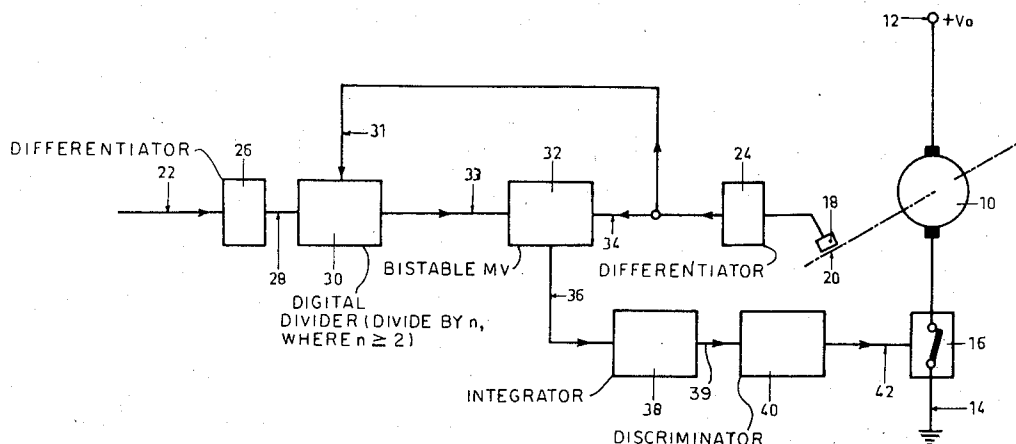 12
+Va
31
DIFFERENTIATOR
26
32
24
22
33
18
10
34
20
28
30
BISTABLE MV
DIFFERENTIATOR
DIGITAL
DIVIDER (DIVIDE BY n,
WHERE n ≥ 2)
36
16
INTEGRATOR
38
39
40
42
14
DISCRIMINATOR